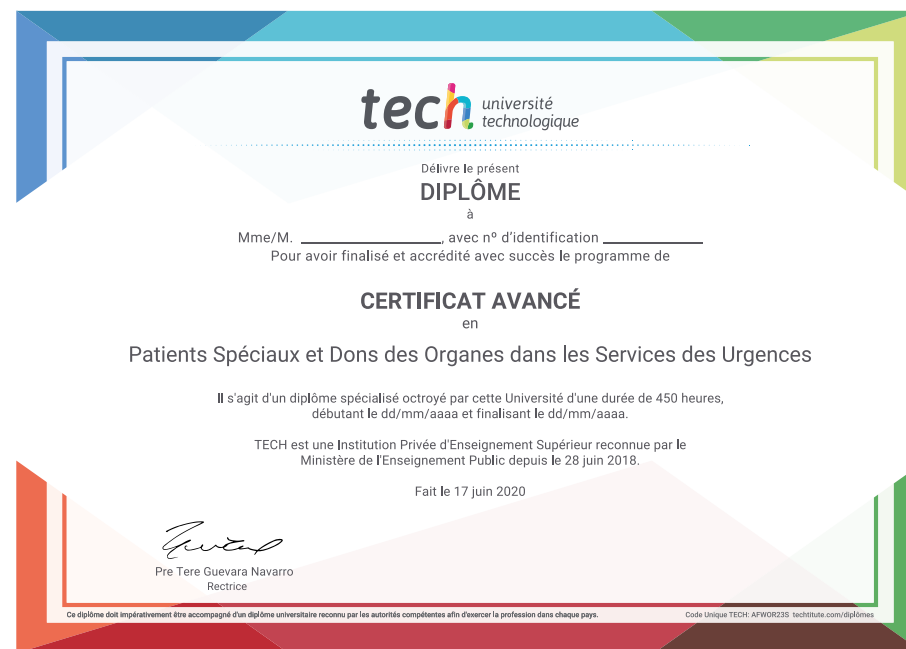 tech université
technologique
Délivre le présent
DIPLÔME
à
Mme/M. ____________________, avec nº d'identification ______________
Pour avoir finalisé et accrédité avec succès le programme de
CERTIFICAT AVANCÉ
en
Patients Spéciaux et Dons des Organes dans les Services des Urgences
Il s'agit d'un diplôme spécialisé octroyé par cette Université d'une durée de 450 heures,
débutant le dd/mm/aaaa et finalisant le dd/mm/aaaa.
TECH est une Institution Privée d'Enseignement Supérieur reconnue par le
Ministère de l'Enseignement Public depuis le 28 juin 2018.
Fait le 17 juin 2020
Pre Tere Guevara Navarro
Rectrice
Ce diplôme doit impérativement être accompagné d'un diplôme universitaire reconnu par les autorités compétentes afin d'exercer la profession dans chaque pays.
Code Unique TECH: AFWOR23S techtitute.com/diplômes